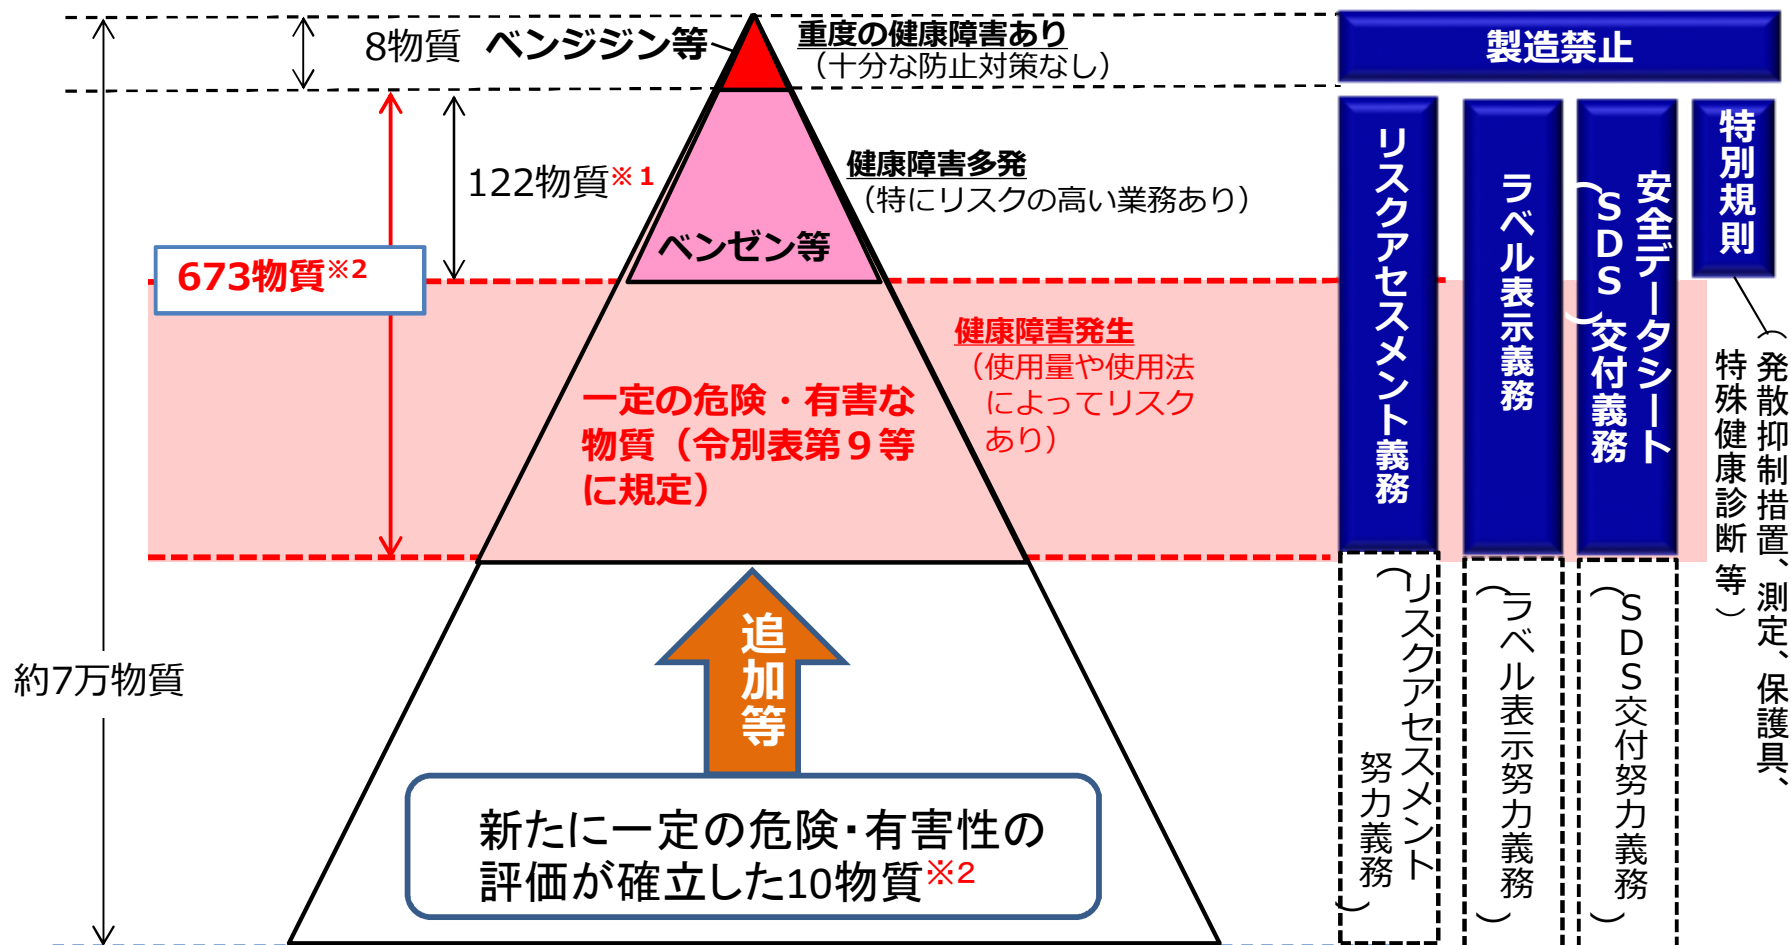 8物質
ベンジジン等
重度の健康障害あり
（十分な防止対策なし）
製造禁止
122物質※1
健康障害多発
（特にリスクの高い業務あり）
ベンゼン等
673物質※2
健康障害発生
（使用量や使用法
によってリスク
あり）
一定の危険・有害な
物質（令別表第９等
に規定）
リスクアセスメント義務
ラベル表示義務
安全データシート
（ＳＤＳ）交付義務
特別規則
（発散抑制措置、測定、保護具、
特殊健康診断等）
約7万物質
追加等
新たに一定の危険・有害性の
評価が確立した10物質※2
（リスクアセスメント
努力義務）
（ラベル表示努力義務）
（ＳＤＳ交付努力義務）